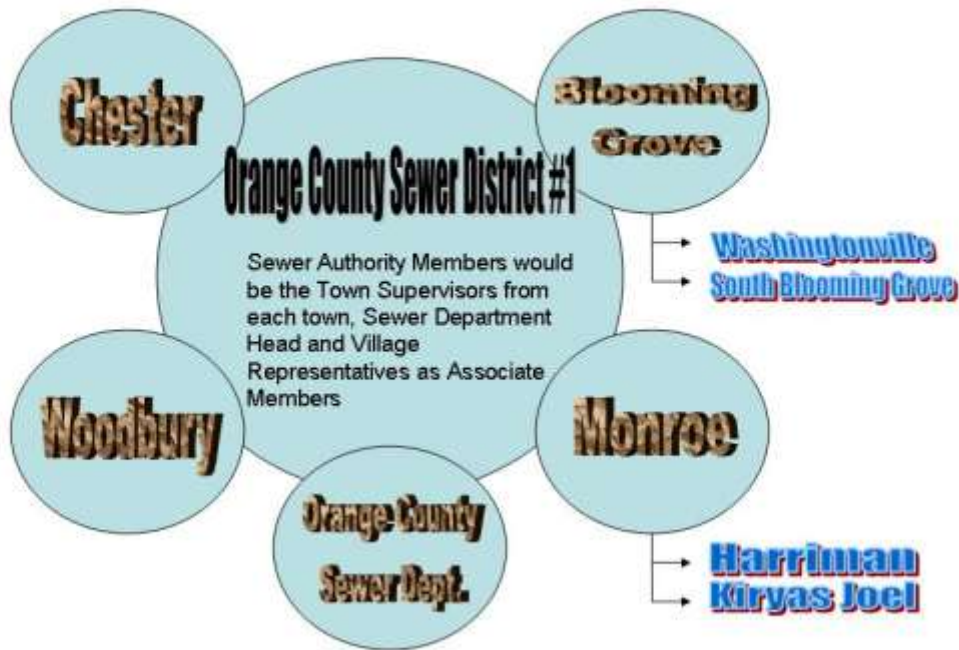 Chester
Blooming
Grove
Orange County Sewer District #1
Sewer Authority Members would
be the Town Supervisors from
each town, Sewer Department
Head and Village
Representatives as Associate
Members
Washingtonville
South Blooming Grove
Woodbury
Monroe
Orange County
Sewer Dept.
Harriman
Kiryas Joel